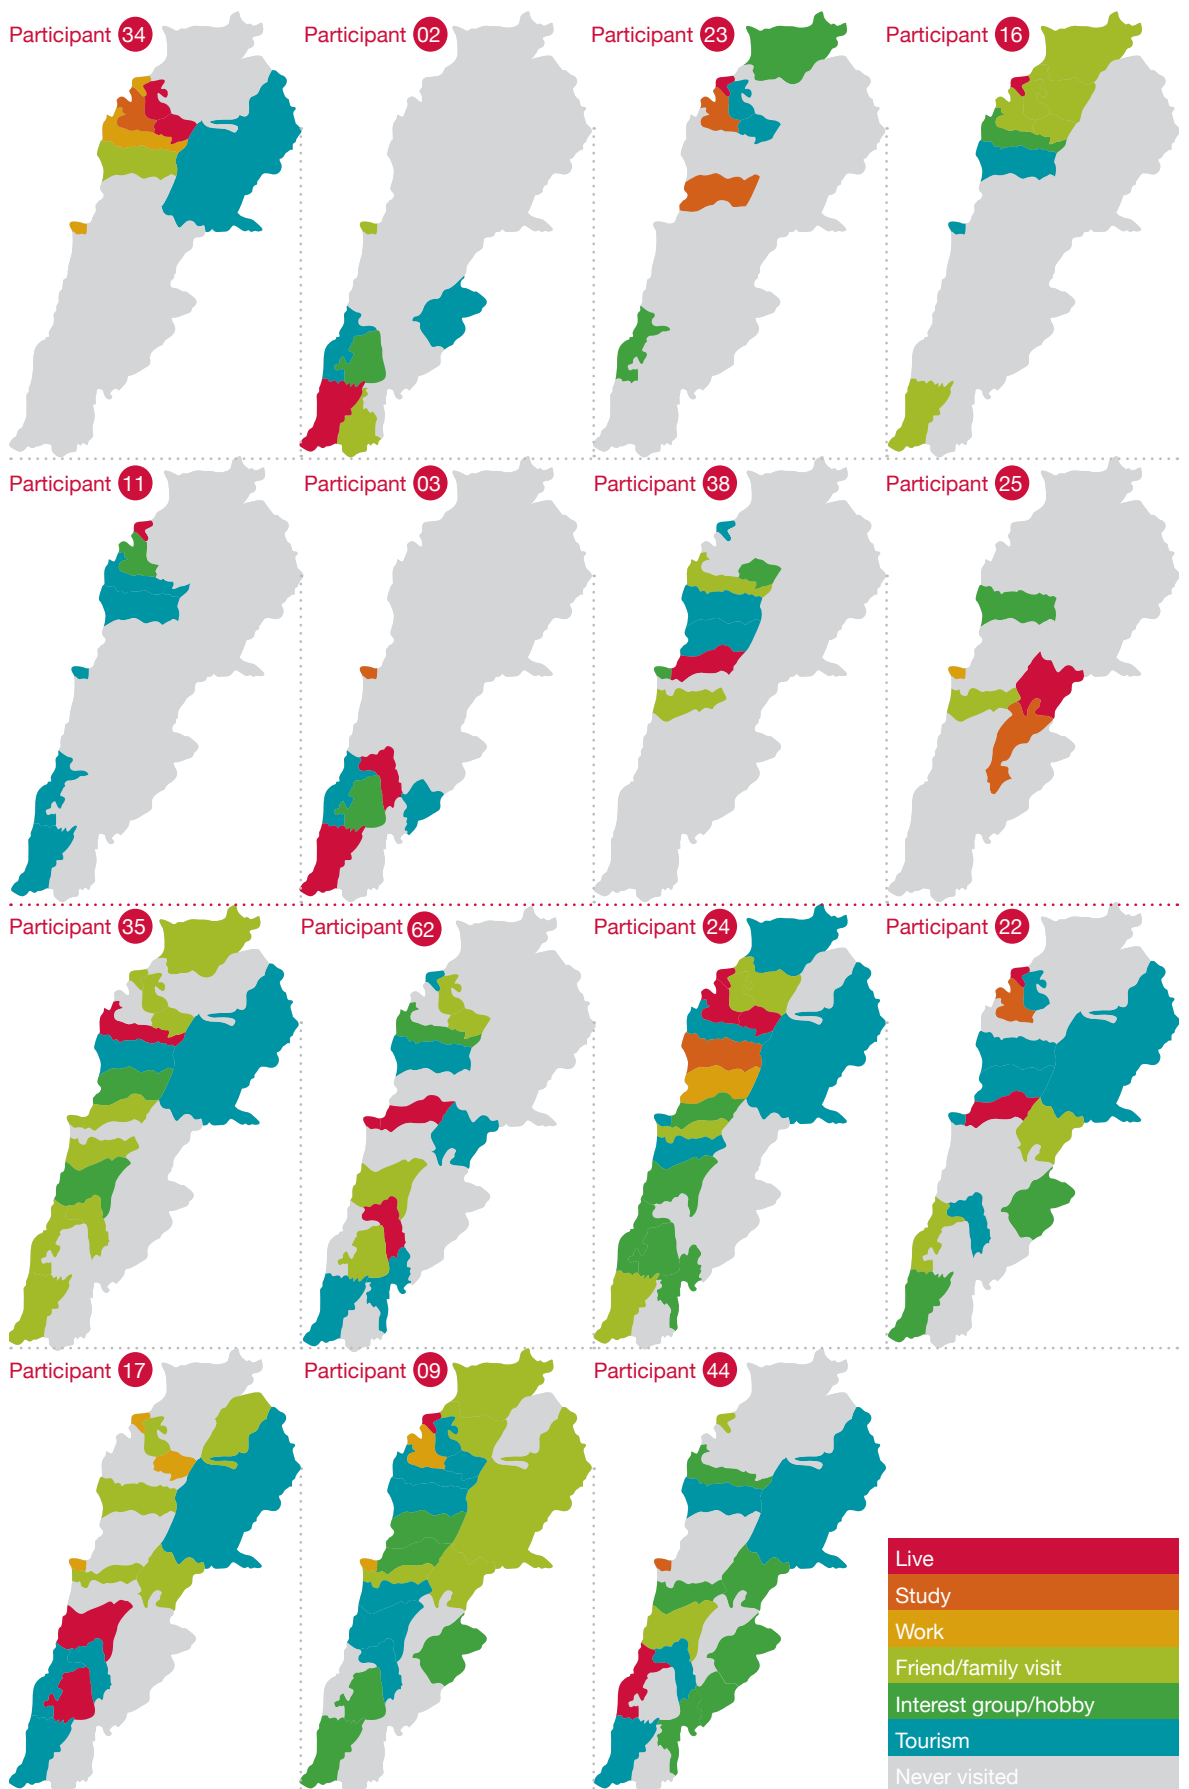 Participant 34
Participant 02
Participant 23
Participant 16
Participant 11
Participant 03
Participant 38
Participant 25
Participant 35
Participant 62
Participant 24
Participant 22
Participant 17
Participant 09
Participant 44
Live
Study
Work
Friend/family visit
Interest group/hobby
Tourism
Never visited